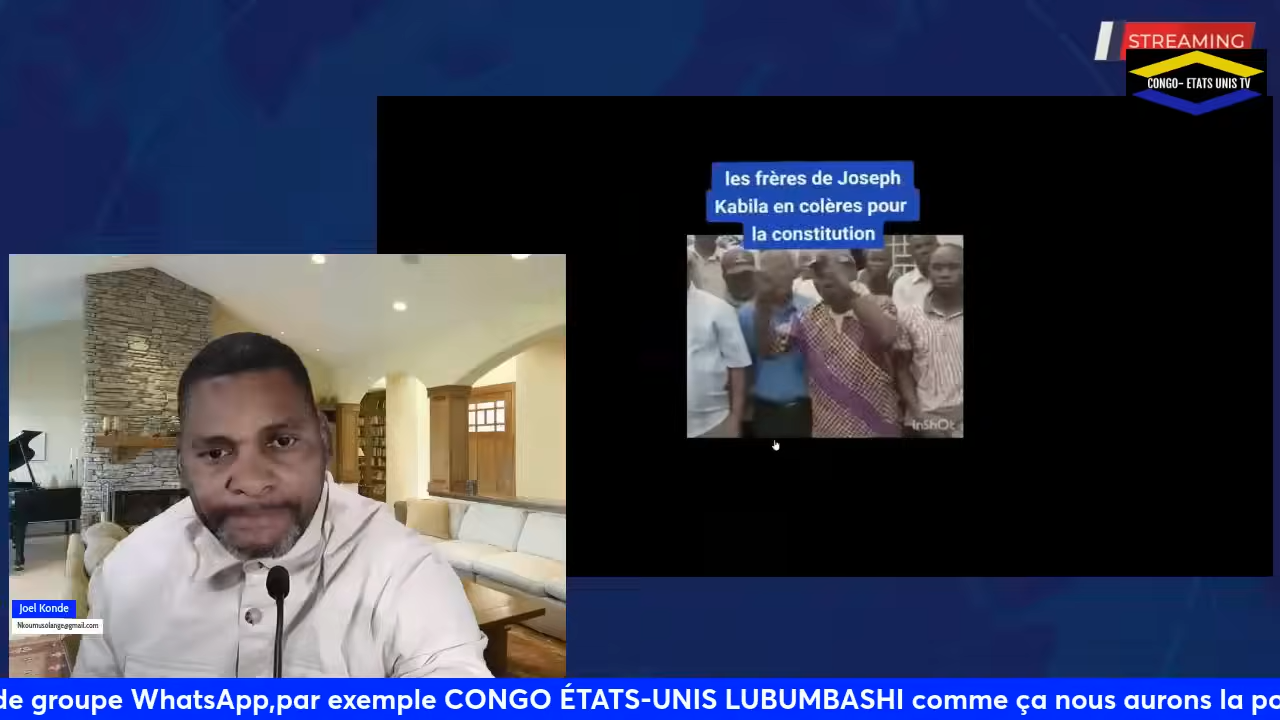 STREAMING
CONGO- ETATS UNIS TV
les frères de Joseph
Kabila en colères pour
la constitution
InShOt
Joel Konde
Nkoumusolange@gmail.com
de groupe WhatsApp,par exemple CONGO ÉTATS-UNIS LUBUMBASHI comme ça nous aurons la po